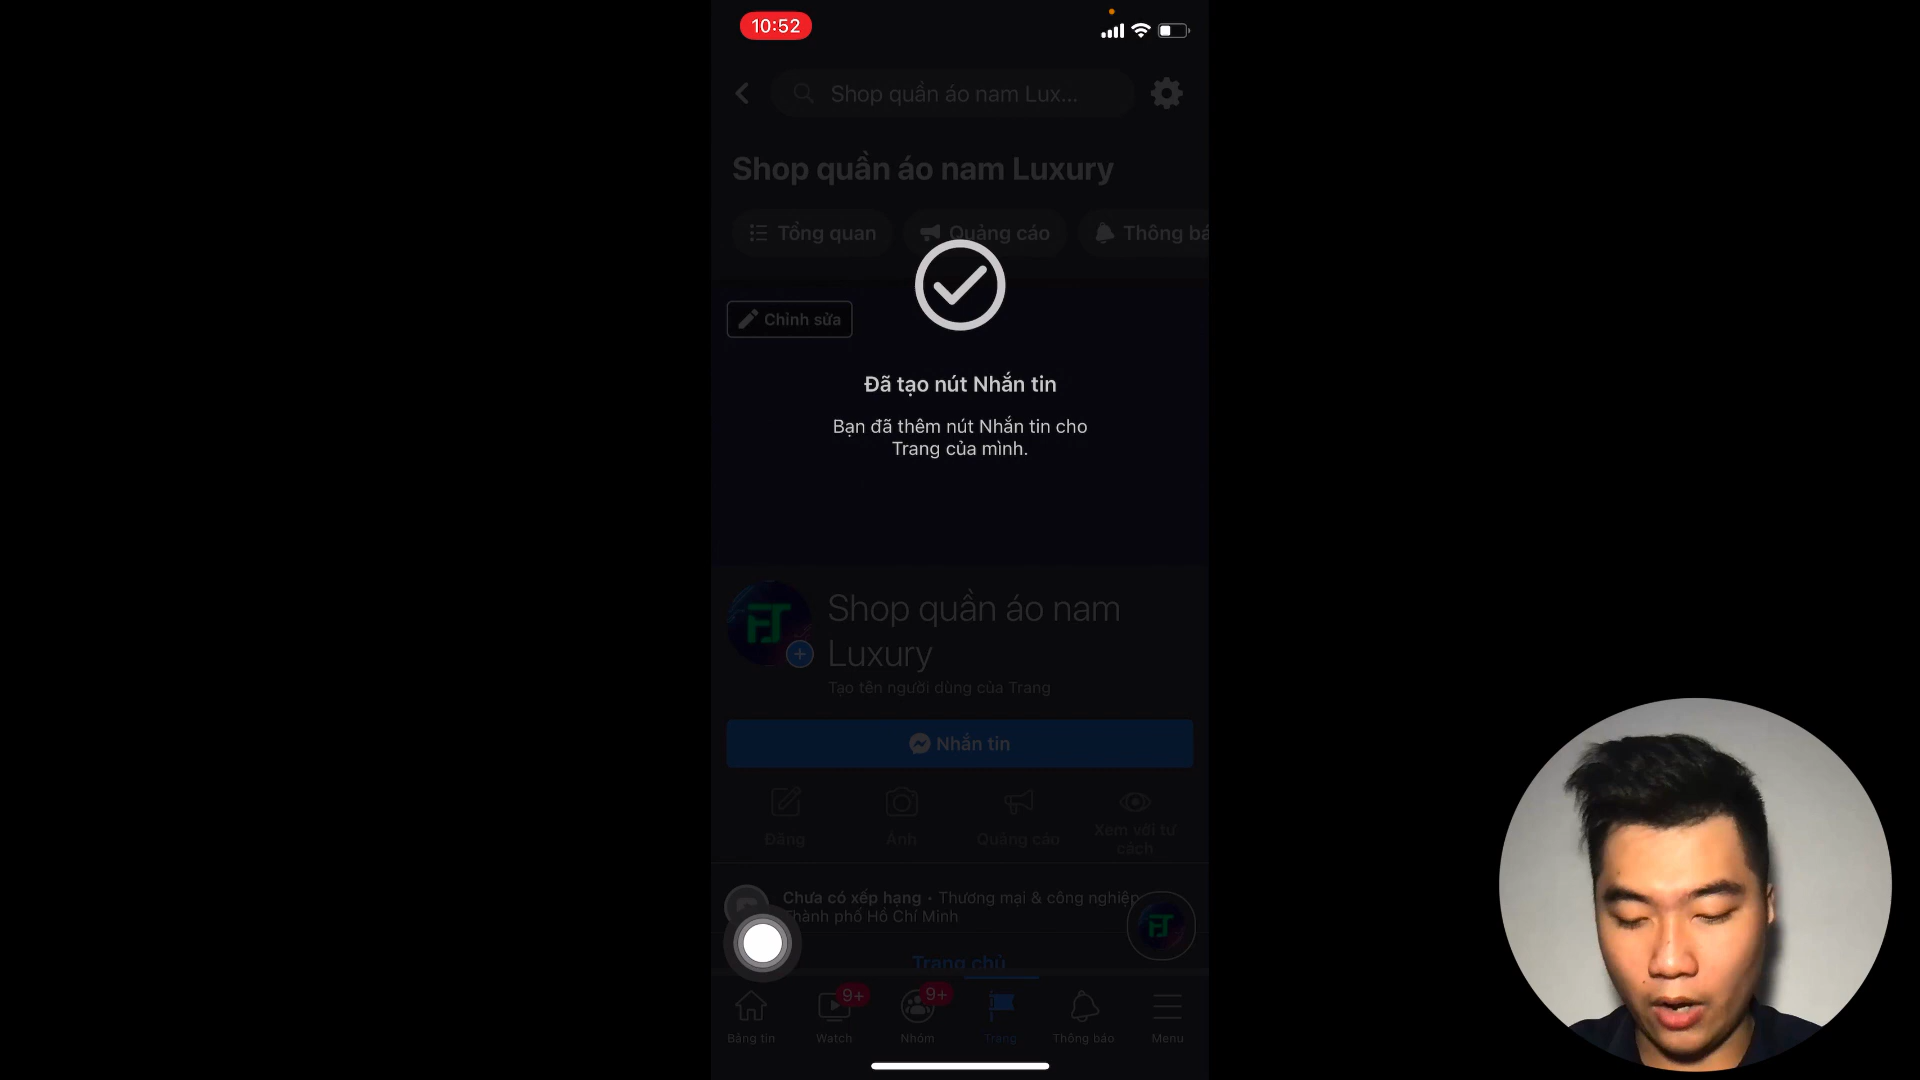 10:52
Shop quần áo nam Lux...
Shop quần áo nam Luxury
Tổng quan
Quảng cáo
Thông bá
Chỉnh sửa
Đã tạo nút Nhắn tin
Bạn đã thêm nút Nhắn tin cho
Trang của mình.
Shop quần áo nam
Luxury
Tạo tên người dùng của Trang
Nhắn tin
Đăng
Ảnh
Quảng cáo
Xem với tư
cách
Chưa có xếp hạng · Thương mại & công nghiệp
Thành phố Hồ Chí Minh
Trang chủ
9+
9+
Bảng tin
Watch
Nhóm
Trang
Thông báo
Menu